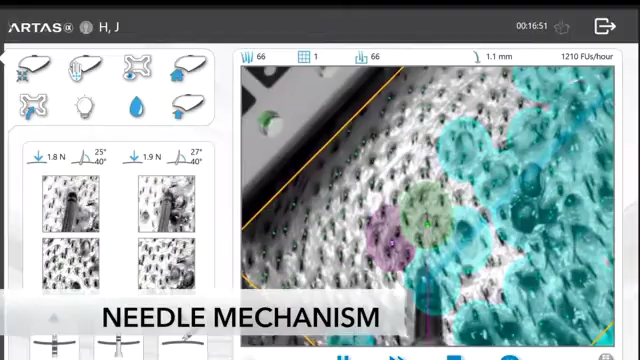 ARTAS iX H, J 00:16:51
66 1 66 1.1 mm 1210 FUs/hour
1.8 N 25° 40° 1.9 N 27° 40°
NEEDLE MECHANISM